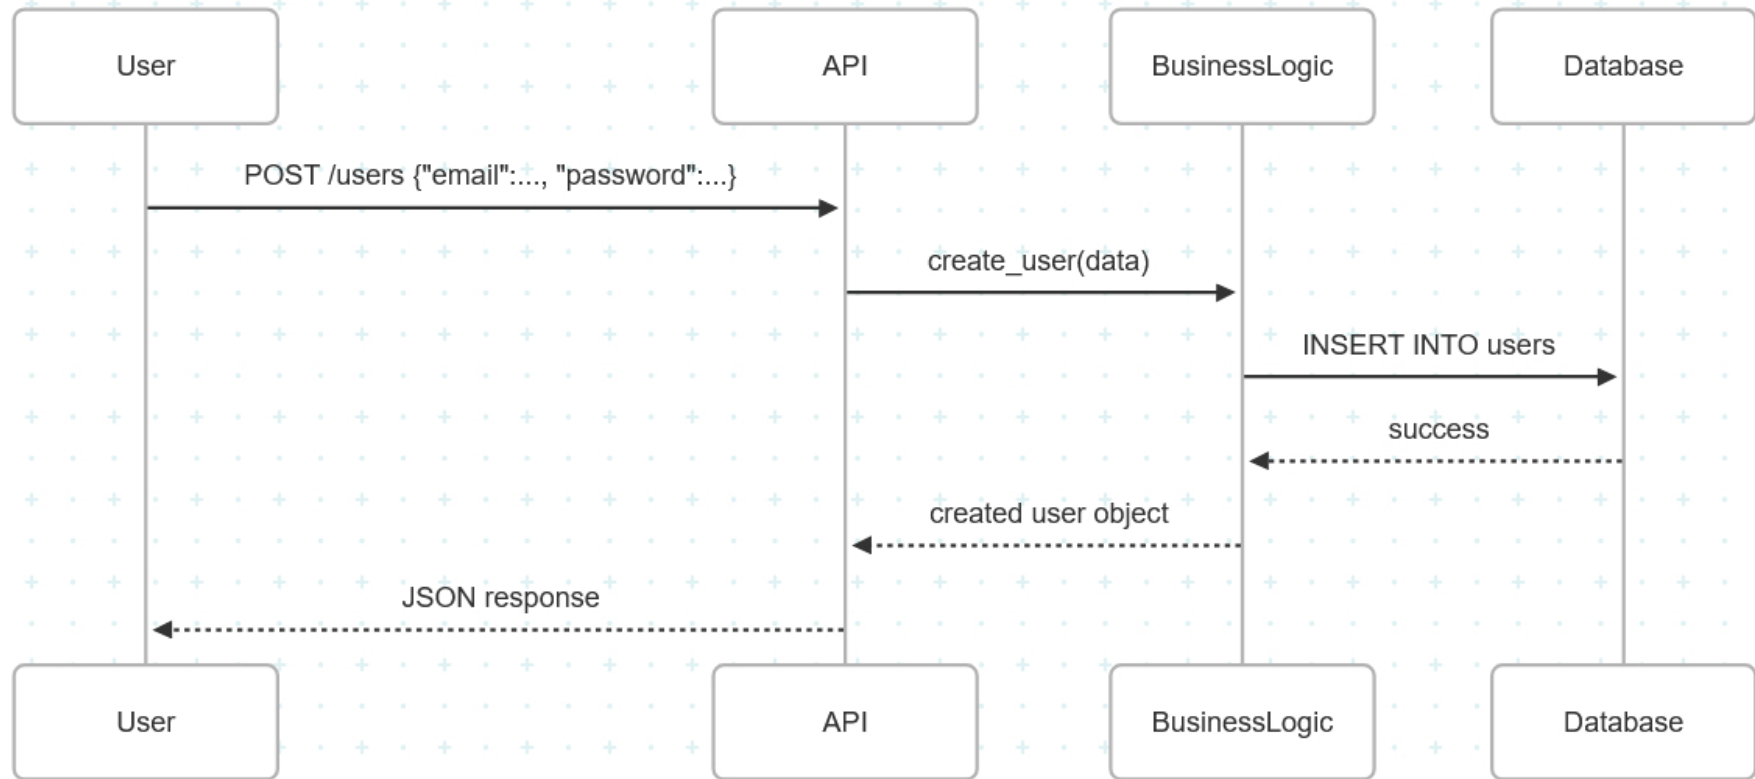 User
API
BusinessLogic
Database
POST /users {"email":..., "password":...}
create_user(data)
INSERT INTO users
success
created user object
JSON response
User
API
BusinessLogic
Database